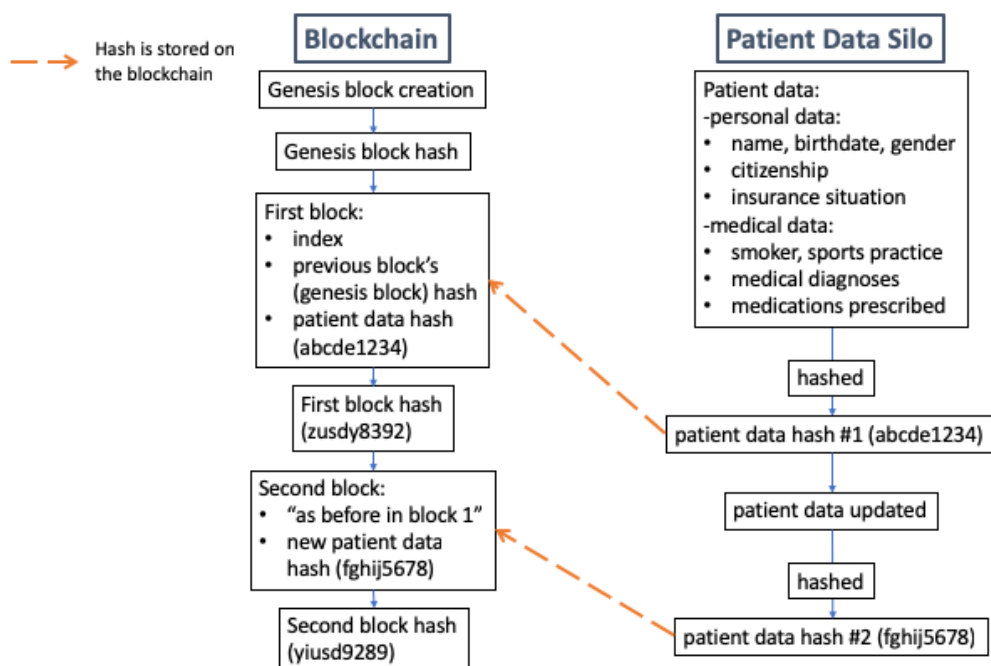 Hash is stored on
the blockchain
Blockchain
Genesis block creation
Genesis block hash
First block:
• index
• previous block's
(genesis block) hash
• patient data hash
(abcde1234)
First block hash
(zusdy8392)
Second block:
• “as before in block 1”
• new patient data
hash (fghij5678)
Second block hash
(yiusd9289)
Patient Data Silo
Patient data:
-personal data:
• name, birthdate, gender
• citizenship
• insurance situation
-medical data:
• smoker, sports practice
• medical diagnoses
• medications prescribed
hashed
patient data hash #1 (abcde1234)
patient data updated
hashed
patient data hash #2 (fghij5678)